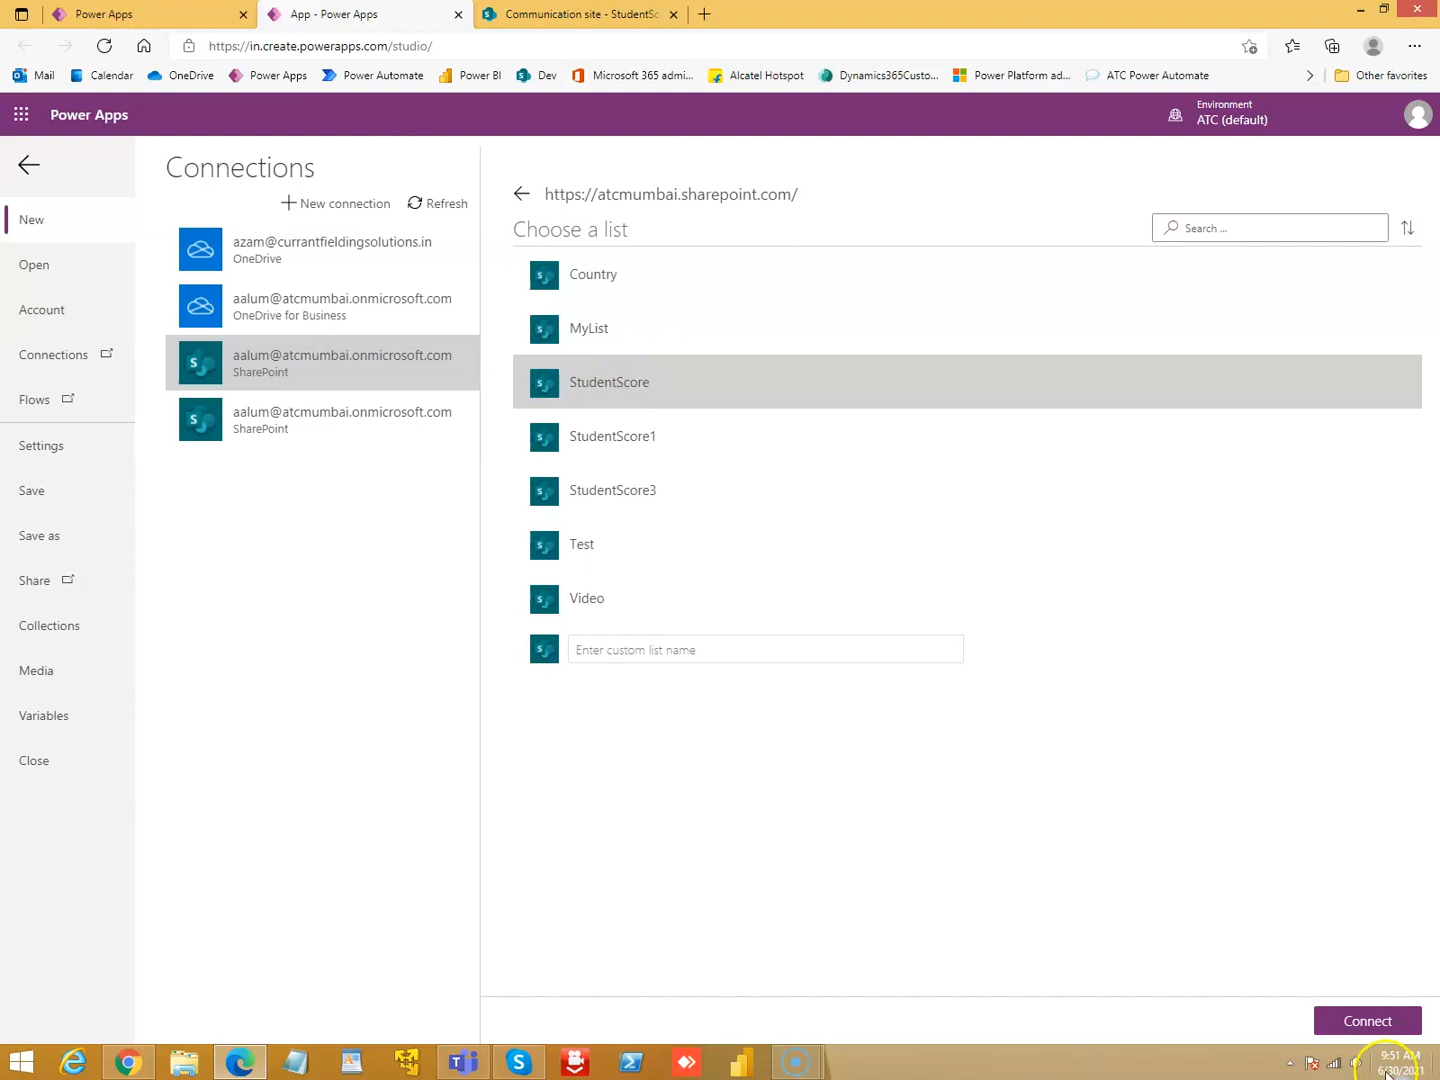 Power Apps
App - Power Apps
Communication site - StudentSc
https://in.create.powerapps.com/studio/
Mail
Calendar
OneDrive
Power Apps
Power Automate
Power BI
Dev
Microsoft 365 admi...
Alcatel Hotspot
Dynamics365Custo...
Power Platform ad...
ATC Power Automate
Other favorites
Power Apps
Environment
ATC (default)
New
Open
Account
Connections
Flows
Settings
Save
Save as
Share
Collections
Media
Variables
Close
Connections
New connection
Refresh
azam@currantfieldingsolutions.in
OneDrive
aalum@atcmumbai.onmicrosoft.com
OneDrive for Business
aalum@atcmumbai.onmicrosoft.com
SharePoint
aalum@atcmumbai.onmicrosoft.com
SharePoint
https://atcmumbai.sharepoint.com/
Choose a list
Search ...
Country
MyList
StudentScore
StudentScore1
StudentScore3
Test
Video
Enter custom list name
Connect
9:51 AM
6/30/2021